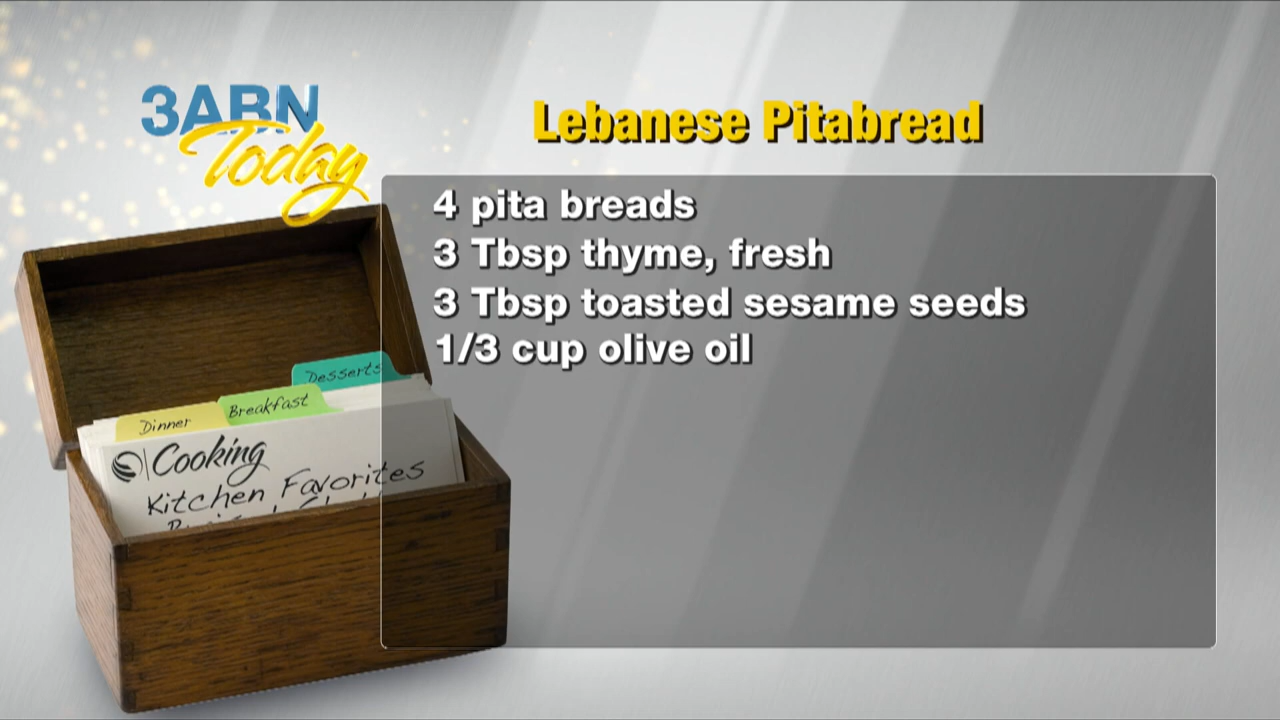 3ABN
Today
Lebanese Pitabread
4 pita breads
3 Tbsp thyme, fresh
3 Tbsp toasted sesame seeds
1/3 cup olive oil
Desserts
Breakfast
Dinner
Cooking
Kitchen Favorites